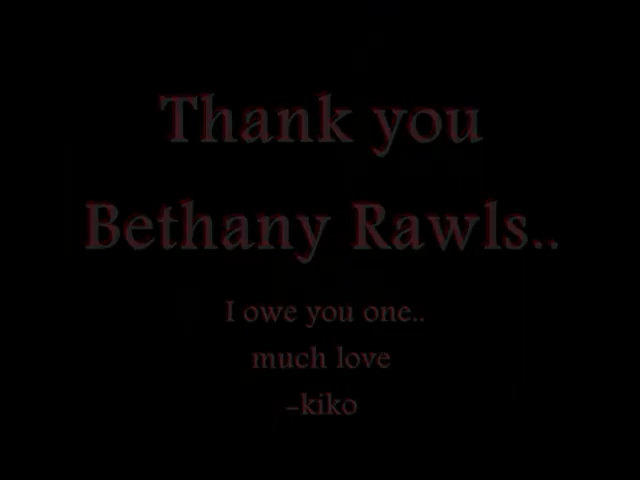 Thank you
Bethany Rawls..
I owe you one..
much love
-kiko